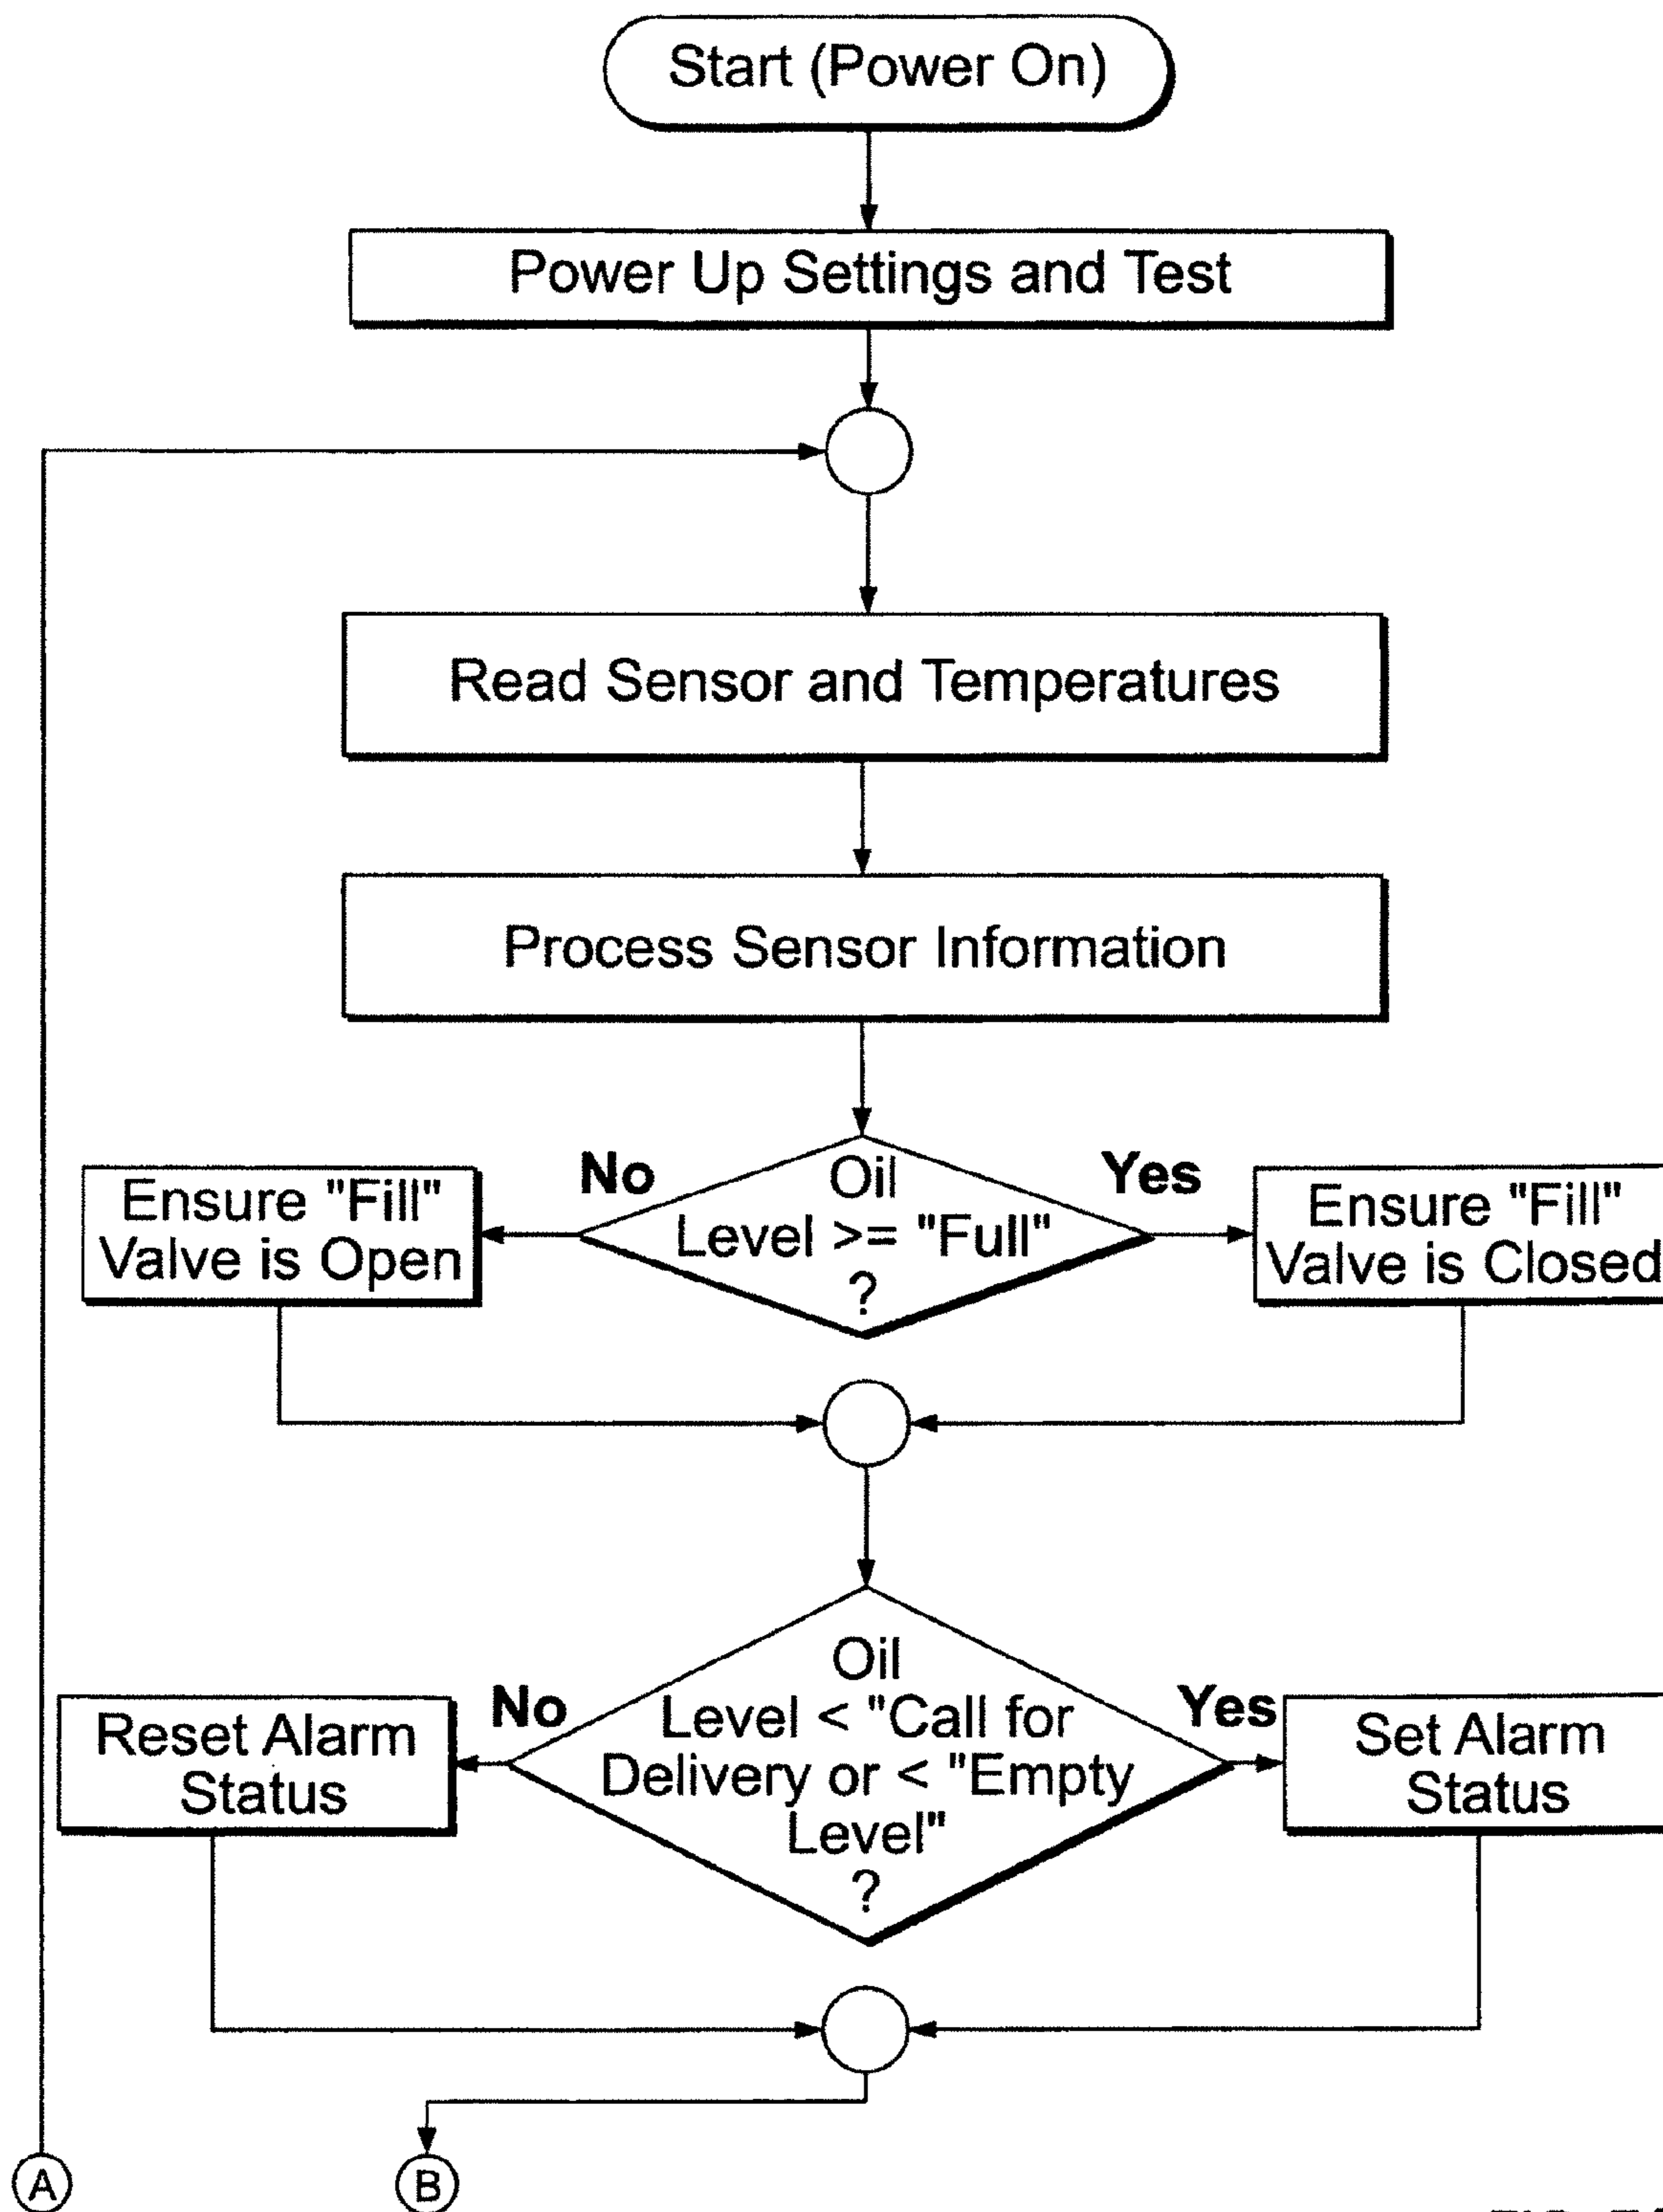 Start (Power On)
Power Up Settings and Test
Read Sensor and Temperatures
Process Sensor Information
No
Oil
Level >= "Full"
?
Yes
Ensure "Fill"
Valve is Open
Ensure "Fill"
Valve is Closed
No
Oil
Level < "Call for
Delivery or < "Empty
Level"
?
Yes
Reset Alarm
Status
Set Alarm
Status
A
B